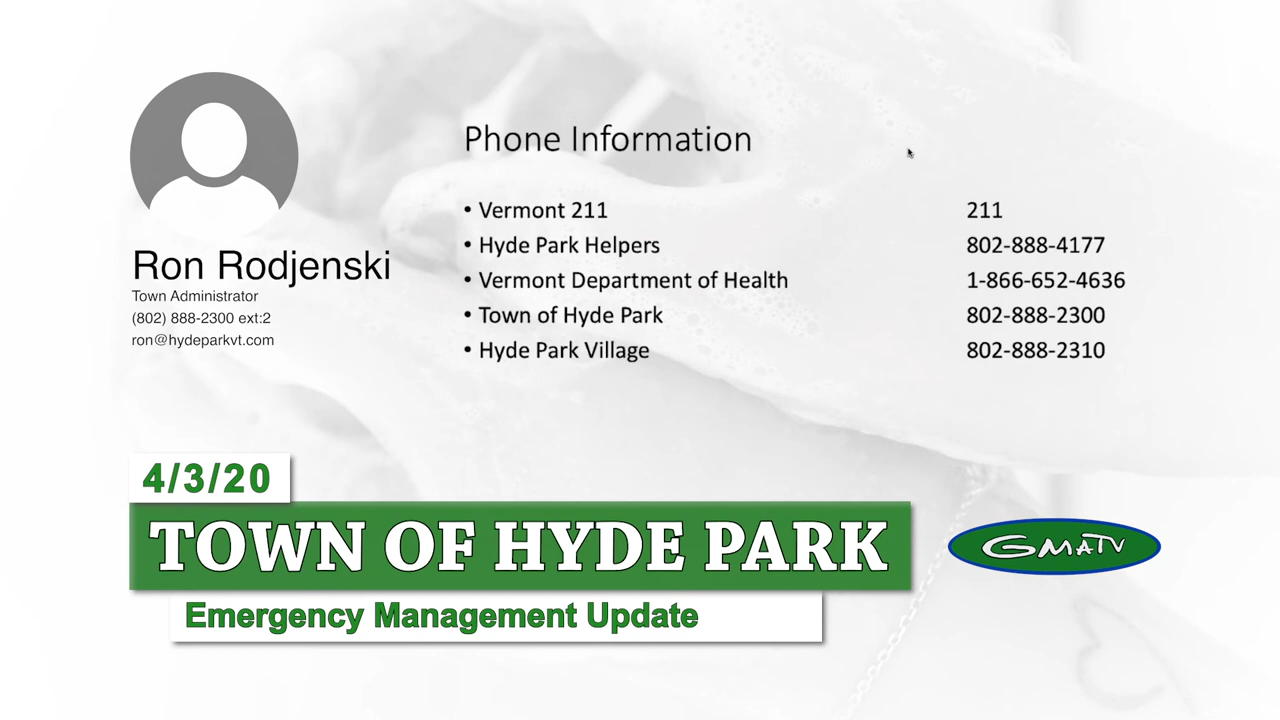 Phone Information
• Vermont 211 211
• Hyde Park Helpers 802-888-4177
• Vermont Department of Health 1-866-652-4636
• Town of Hyde Park 802-888-2300
• Hyde Park Village 802-888-2310
Ron Rodjenski
Town Administrator
(802) 888-2300 ext:2
ron@hydeparkvt.com
4/3/20
TOWN OF HYDE PARK
GMATV
Emergency Management Update